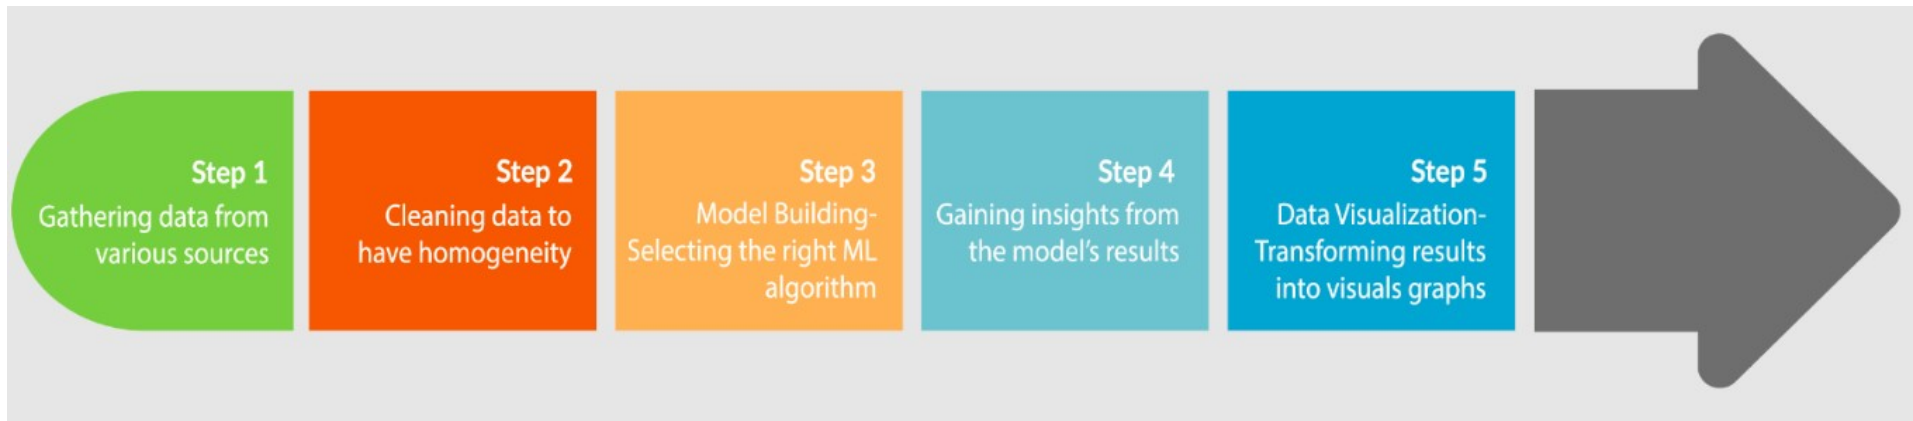 Step 1
Gathering data from
various sources
Step 2
Cleaning data to
have homogeneity
Step 3
Model Building-
Selecting the right ML
algorithm
Step 4
Gaining insights from
the model's results
Step 5
Data Visualization-
Transforming results
into visuals graphs